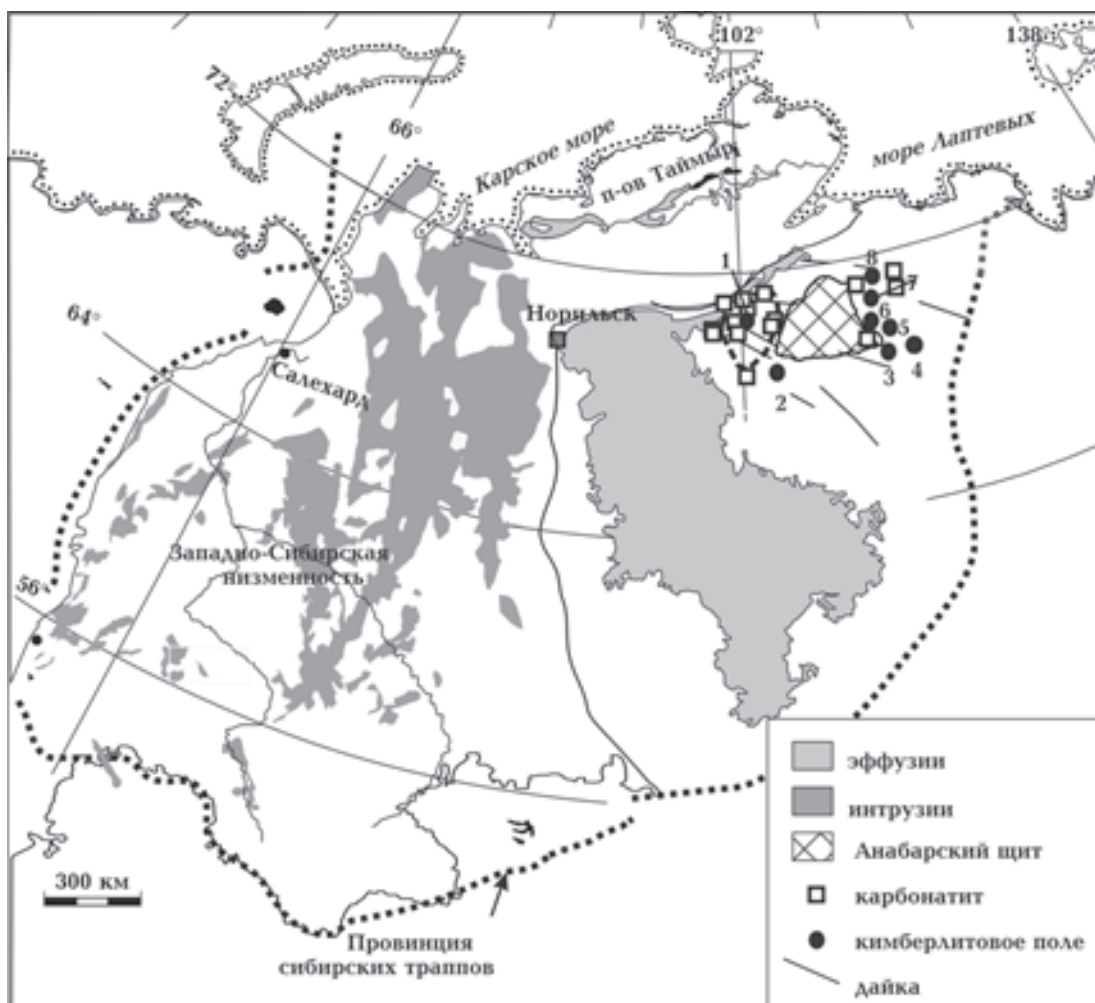 102°
138°
72°
66°
Карское море
п-ов Таймыр
море Лаптевых
64°
1
8
7
6
5
4
3
2
Норильск
Салехард
Западно-Сибирская
низменность
56°
300 км
Провинция
сибирских траппов
эффузии
интрузии
Анабарский щит
карбонатит
кимберлитовое поле
дайка